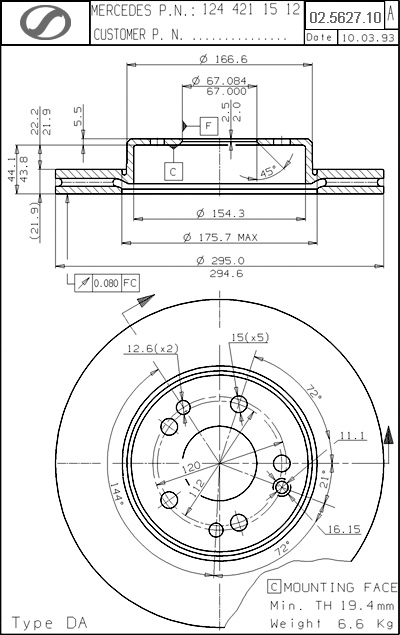 MERCEDES P.N.: 124 421 15 12
CUSTOMER P. N. ...............
02.5627.10
A
Date
10.03.93
Ø 166.6
Ø 67.084
67.000
5.5
22.2
21.9
2.5
2.0
F
C
45°
44.1
43.8
(21.9)
Ø 154.3
Ø 175.7 MAX
Ø 295.0
294.6
0.080 FC
12.6(x2)
15(x5)
72°
11.1
120
112
144°
21°
16.15
72°
C MOUNTING FACE
Min. TH 19.4mm
Type DA
Weight 6.6 Kg